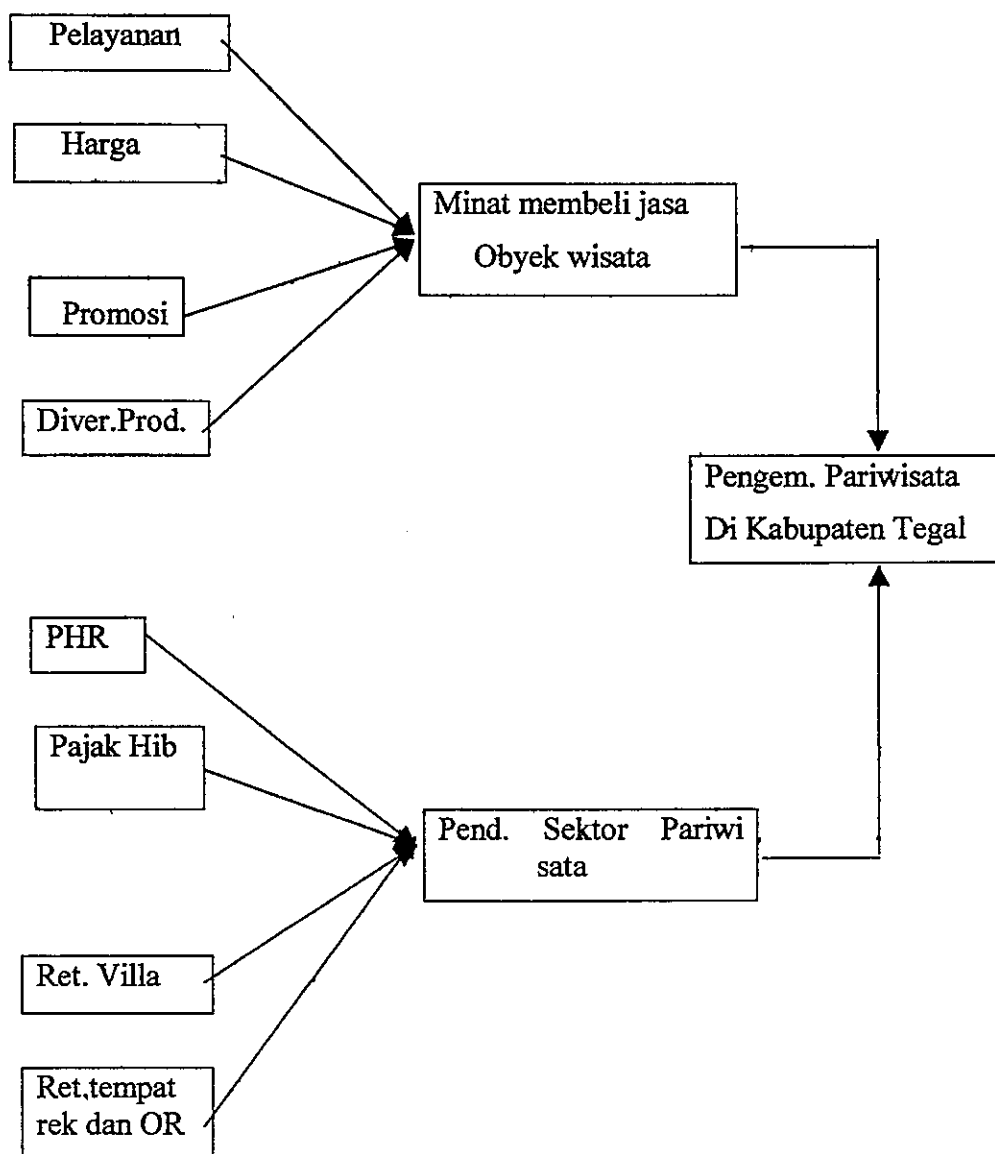 Pelayanan
Harga
Promosi
Diver.Prod.
Minat membeli jasa
Obyek wisata
Pengem. Pariwisata
Di Kabupaten Tegal
PHR
Pajak Hib
Ret. Villa
Ret.tempat
rek dan OR
Pend. Sektor Pariwi
sata